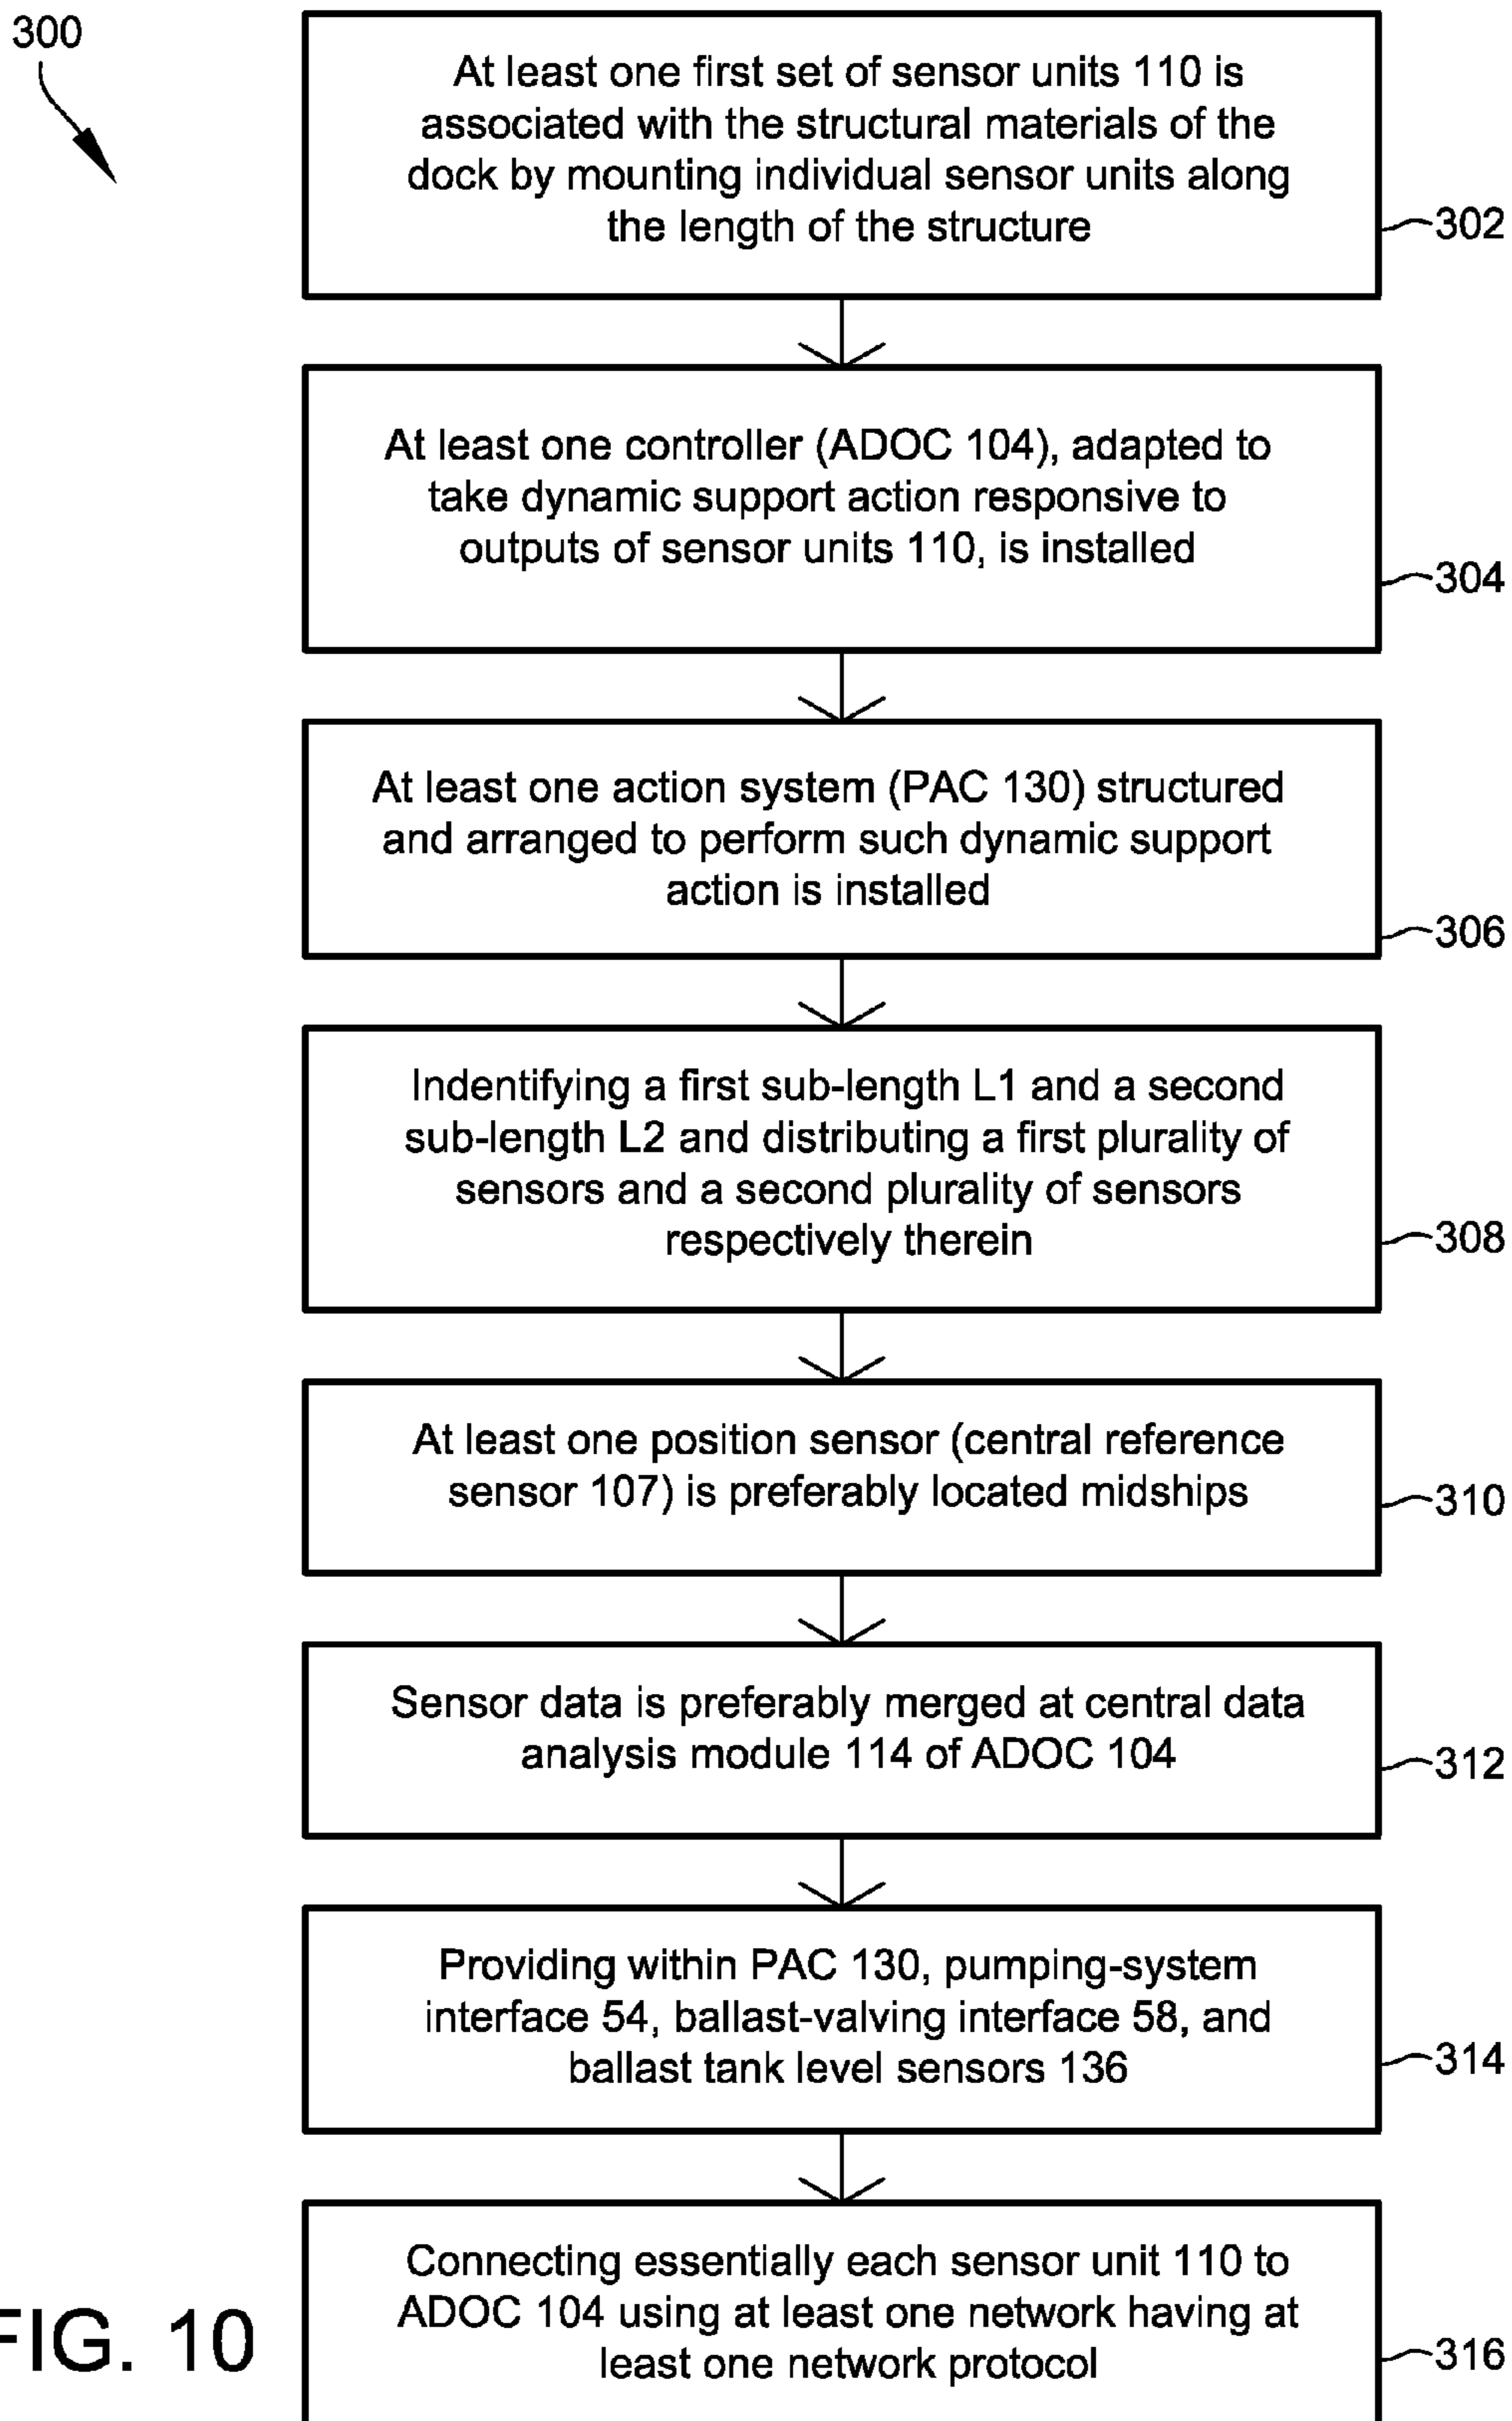 300
At least one first set of sensor units 110 is
associated with the structural materials of the
dock by mounting individual sensor units along
the length of the structure
302
At least one controller (ADOC 104), adapted to
take dynamic support action responsive to
outputs of sensor units 110, is installed
304
At least one action system (PAC 130) structured
and arranged to perform such dynamic support
action is installed
306
Indentifying a first sub-length L1 and a second
sub-length L2 and distributing a first plurality of
sensors and a second plurality of sensors
respectively therein
308
At least one position sensor (central reference
sensor 107) is preferably located midships
310
Sensor data is preferably merged at central data
analysis module 114 of ADOC 104
312
Providing within PAC 130, pumping-system
interface 54, ballast-valving interface 58, and
ballast tank level sensors 136
314
Connecting essentially each sensor unit 110 to
ADOC 104 using at least one network having at
least one network protocol
316
FIG. 10